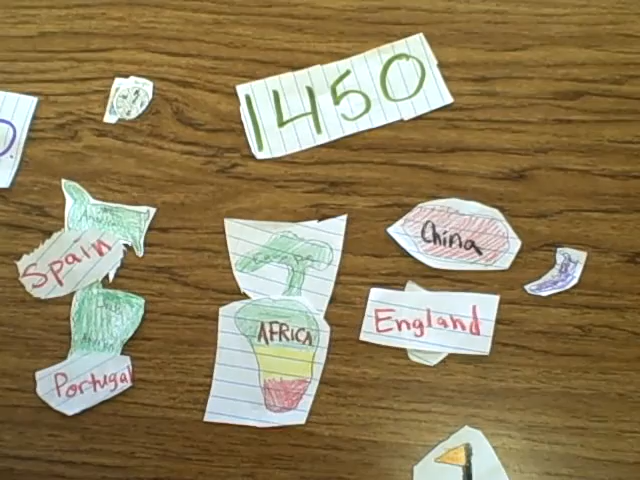 1450
Spain
China
England
AFRICA
Portugal